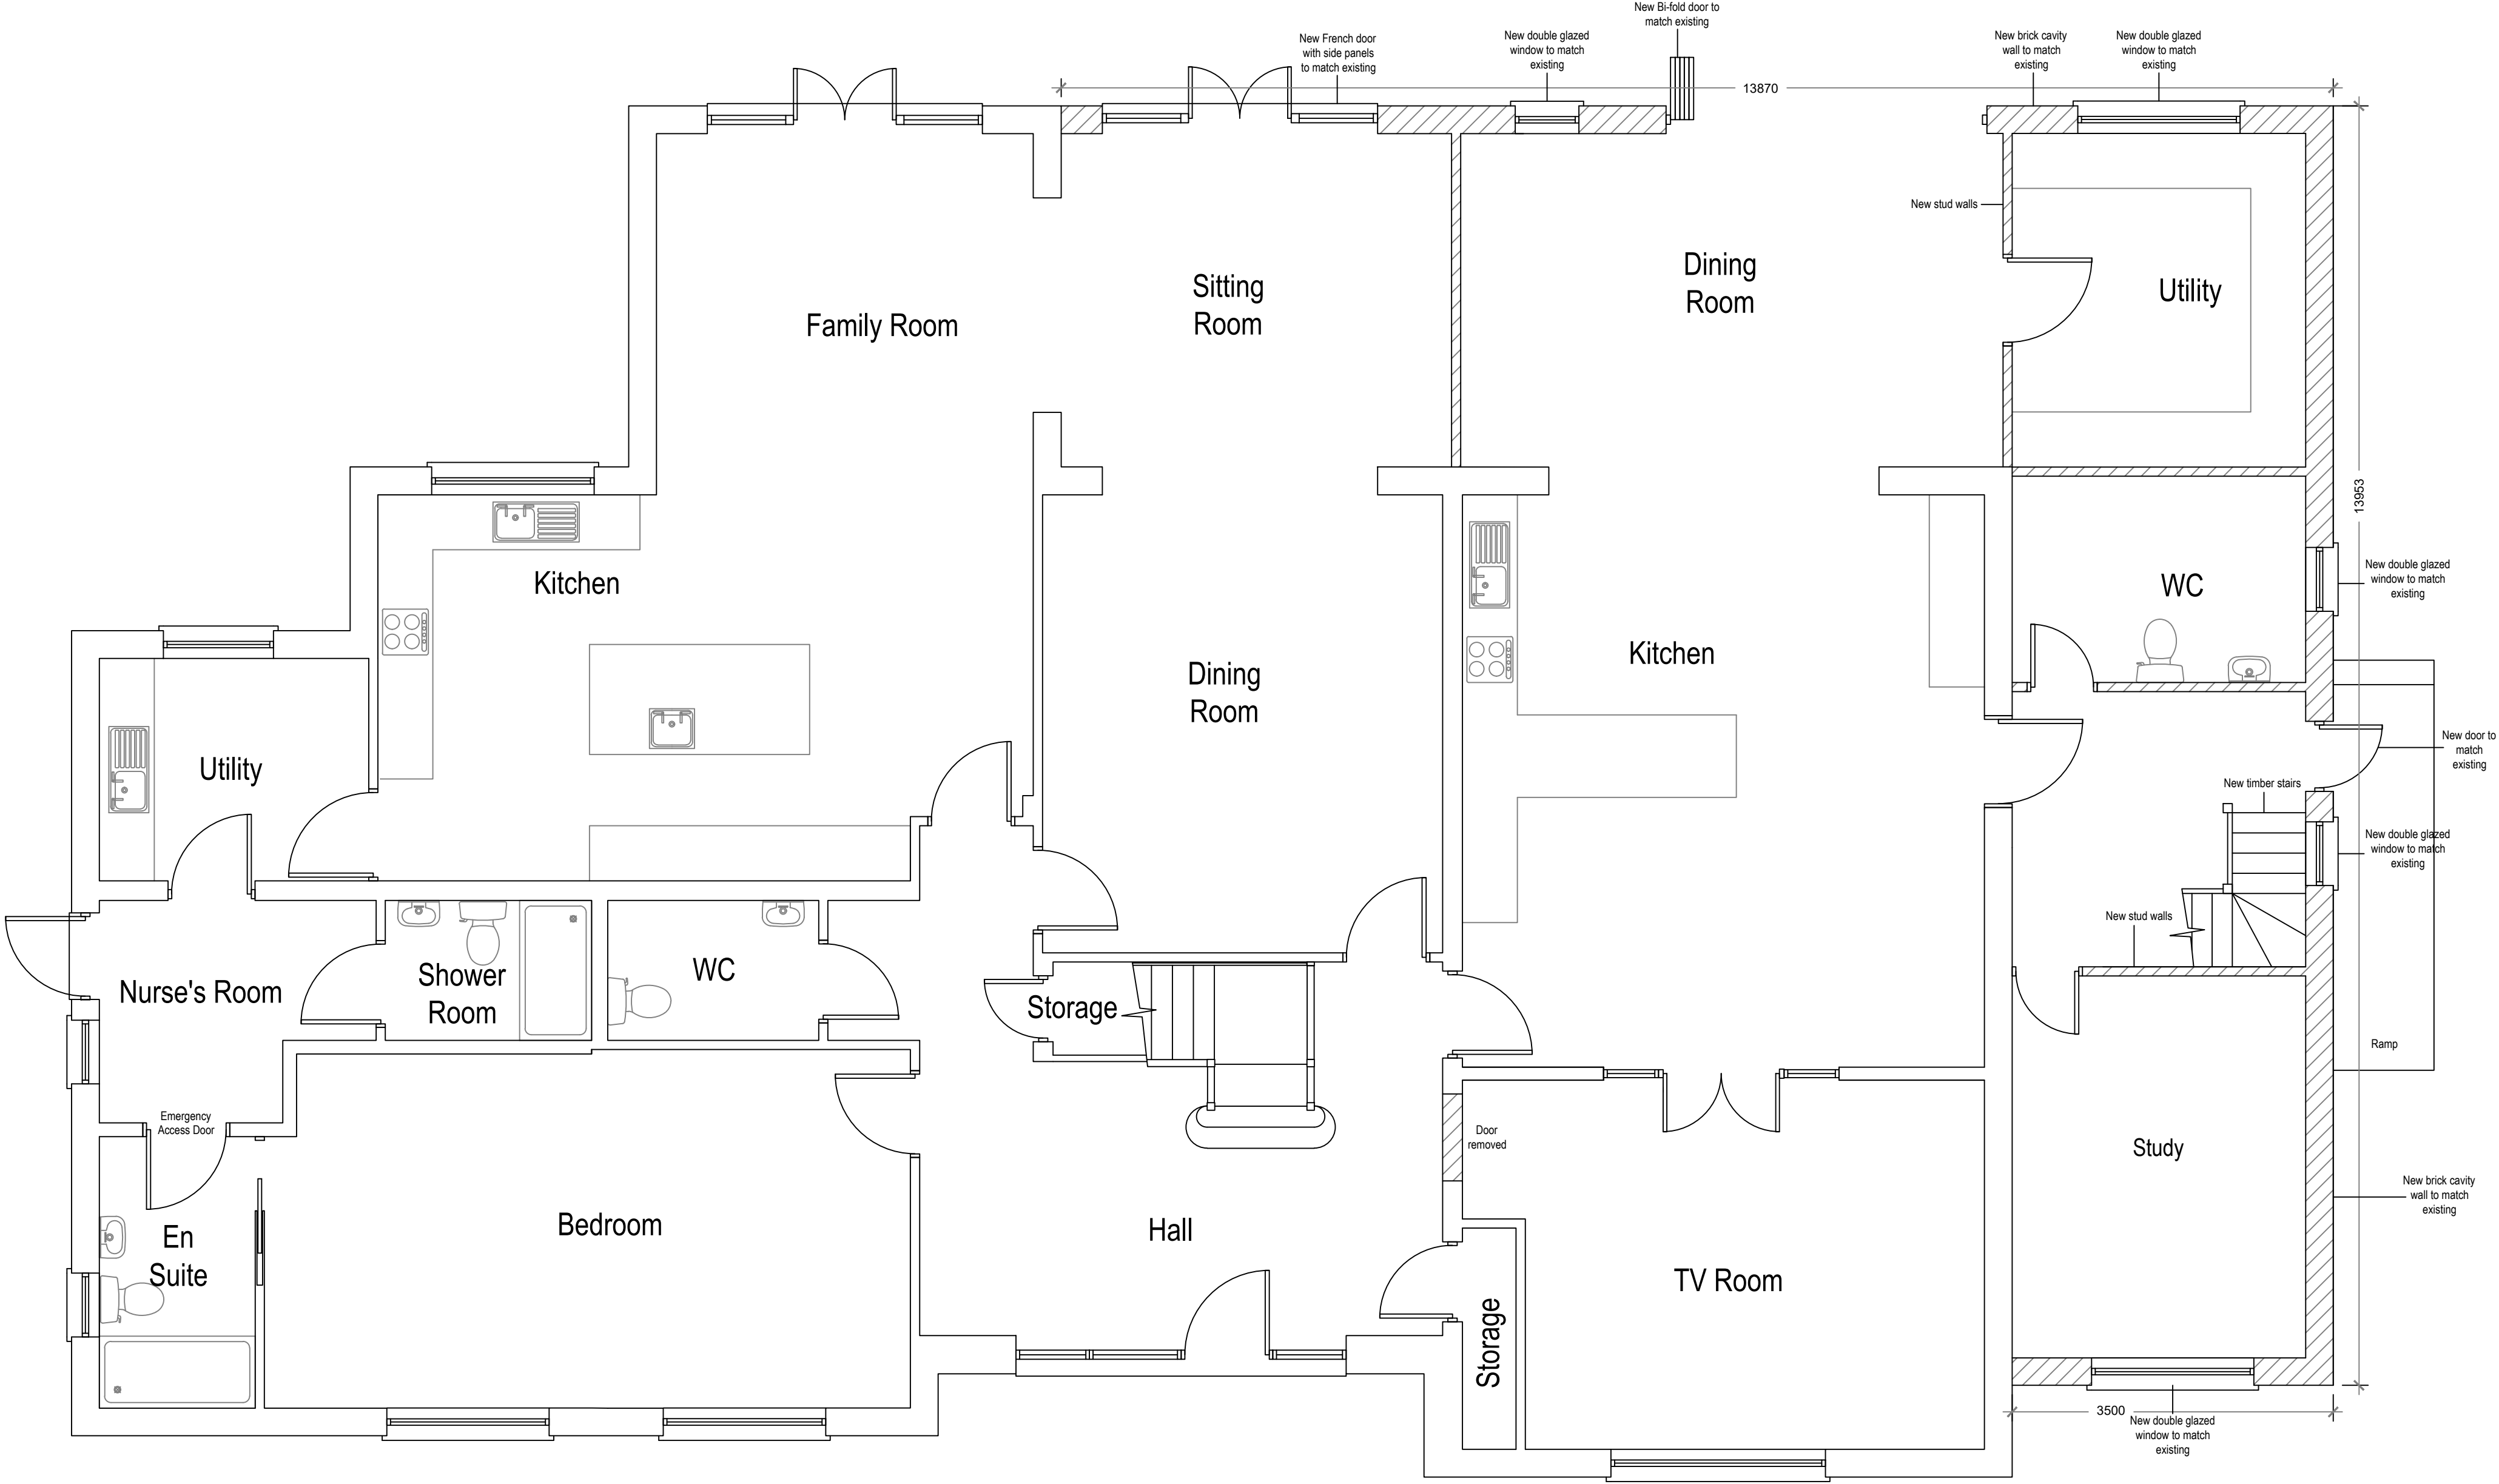 New Bi-fold door to
match existing
New French door
with side panels
to match existing
New double glazed
window to match
existing
New brick cavity
wall to match
existing
New double glazed
window to match
existing
13870
New stud walls
Family Room
Sitting
Room
Dining
Room
Utility
13953
Kitchen
Dining
Room
Kitchen
WC
New double glazed
window to match
existing
Utility
New door to
match
existing
New timber stairs
New double glazed
window to match
existing
New stud walls
Nurse's Room
Shower
Room
WC
Storage
Ramp
Emergency
Access Door
Door
removed
Study
New brick cavity
wall to match
existing
En
Suite
Bedroom
Hall
TV Room
Storage
3500
New double glazed
window to match
existing